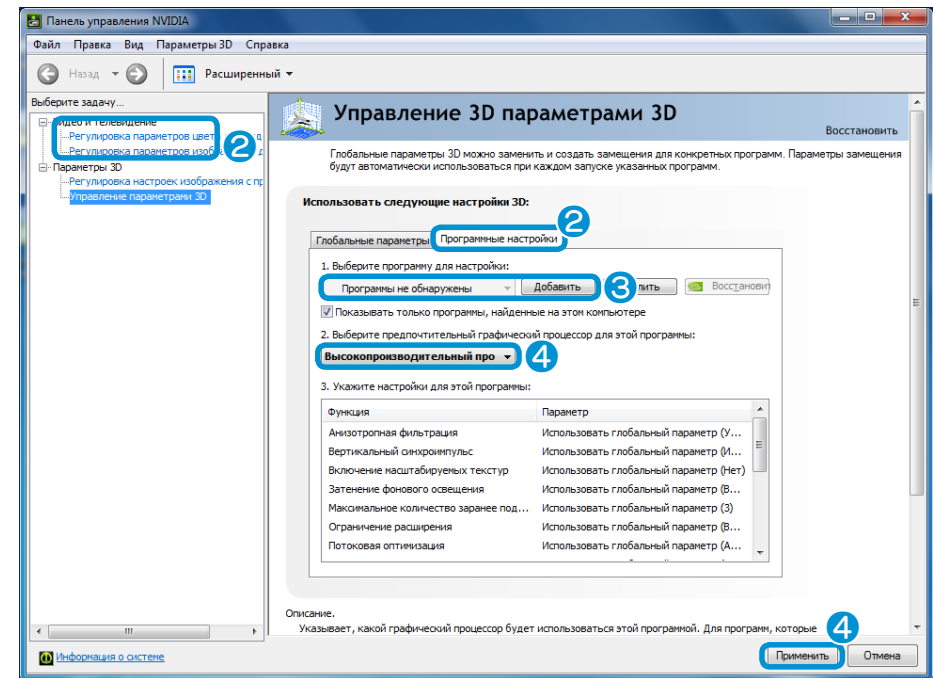 Панель управления NVIDIA
Файл Правка Вид Параметры 3D Справка
Назад Расширенный
Выберите задачу...
Видео и телевидение
Регулировка параметров цвет
2
Регулировка параметров изоб
Параметры 3D
Регулировка настроек изображения с пр
Управление параметрами 3D
Управление 3D параметрами 3D
Восстановить
Глобальные параметры 3D можно заменить и создать замещения для конкретных программ. Параметры замещения
будут автоматически использоваться при каждом запуске указанных программ.
Использовать следующие настройки 3D:
2
Глобальные параметры Программные настройки
1. Выберите программу для настройки:
Программы не обнаружены Добавить 3 лить Восстановит
Показывать только программы, найденные на этом компьютере
2. Выберите предпочтительный графический процессор для этой программы:
Высокопроизводительный про 4
3. Укажите настройки для этой программы:
Функция Параметр
Анизотропная фильтрация Использовать глобальный параметр (У...
Вертикальный синхроимпульс Использовать глобальный параметр (И...
Включение масштабируемых текстур Использовать глобальный параметр (Нет)
Затенение фонового освещения Использовать глобальный параметр (В...
Максимальное количество заранее под... Использовать глобальный параметр (3)
Ограничение расширения Использовать глобальный параметр (В...
Потоковая оптимизация Использовать глобальный параметр (А...
Описание.
Указывает, какой графический процессор будет использоваться этой программой. Для программ, которые
4
Информация о системе
Применить Отмена